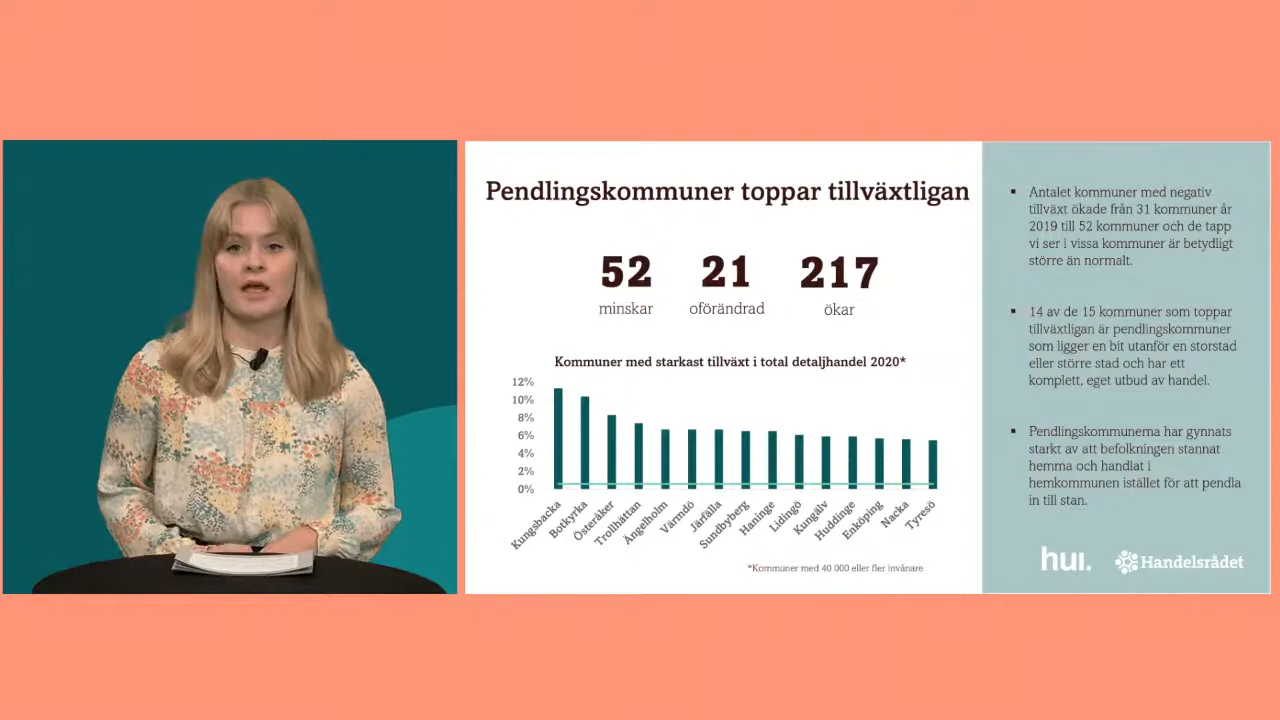 Pendlingskommuner toppar tillväxtligan
52
21
217
minskar
oförändrad
ökar
Kommuner med starkast tillväxt i total detaljhandel 2020*
12%
10%
8%
6%
4%
2%
0%
Kungsbacka
Botkyrka
Österåker
Trollhättan
Ängelholm
Värmdö
Järfälla
Sundbyberg
Haninge
Lidingö
Kungälv
Huddinge
Enköping
Nacka
Tyresö
*Kommuner med 40 000 eller fler invånare
▪ Antalet kommuner med negativ
tillväxt ökade från 31 kommuner år
2019 till 52 kommuner och de tapp
vi ser i vissa kommuner är betydligt
större än normalt.
▪ 14 av de 15 kommuner som toppar
tillväxtligan är pendlingskommuner
som ligger en bit utanför en storstad
eller större stad och har ett
komplett, eget utbud av handel.
▪ Pendlingskommunerna har gynnats
starkt av att befolkningen stannat
hemma och handlat i
hemkommunen istället för att pendla
in till stan.
hui.
Handelsrådet